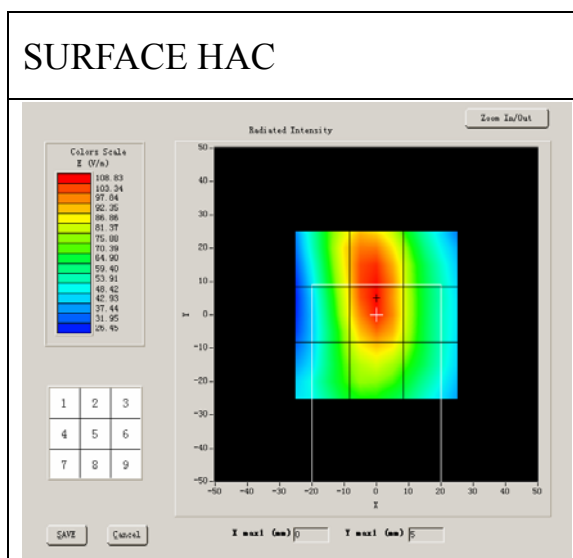 SURFACE HAC
Zoom In/Out
Radiated Intensity
Colors Scale
E (V/m)
108.83
103.34
97.84
92.35
86.86
81.37
75.88
70.39
64.90
59.40
53.91
48.42
42.93
37.44
31.95
26.45
50
40
30
20
10
0
-10
-20
-30
-40
-50
Y
-50 -40 -30 -20 -10 0 10 20 30 40 50
X
1 2 3
4 5 6
7 8 9
SAVE Cancel
X max1 (mm) 0 Y max1 (mm) 5